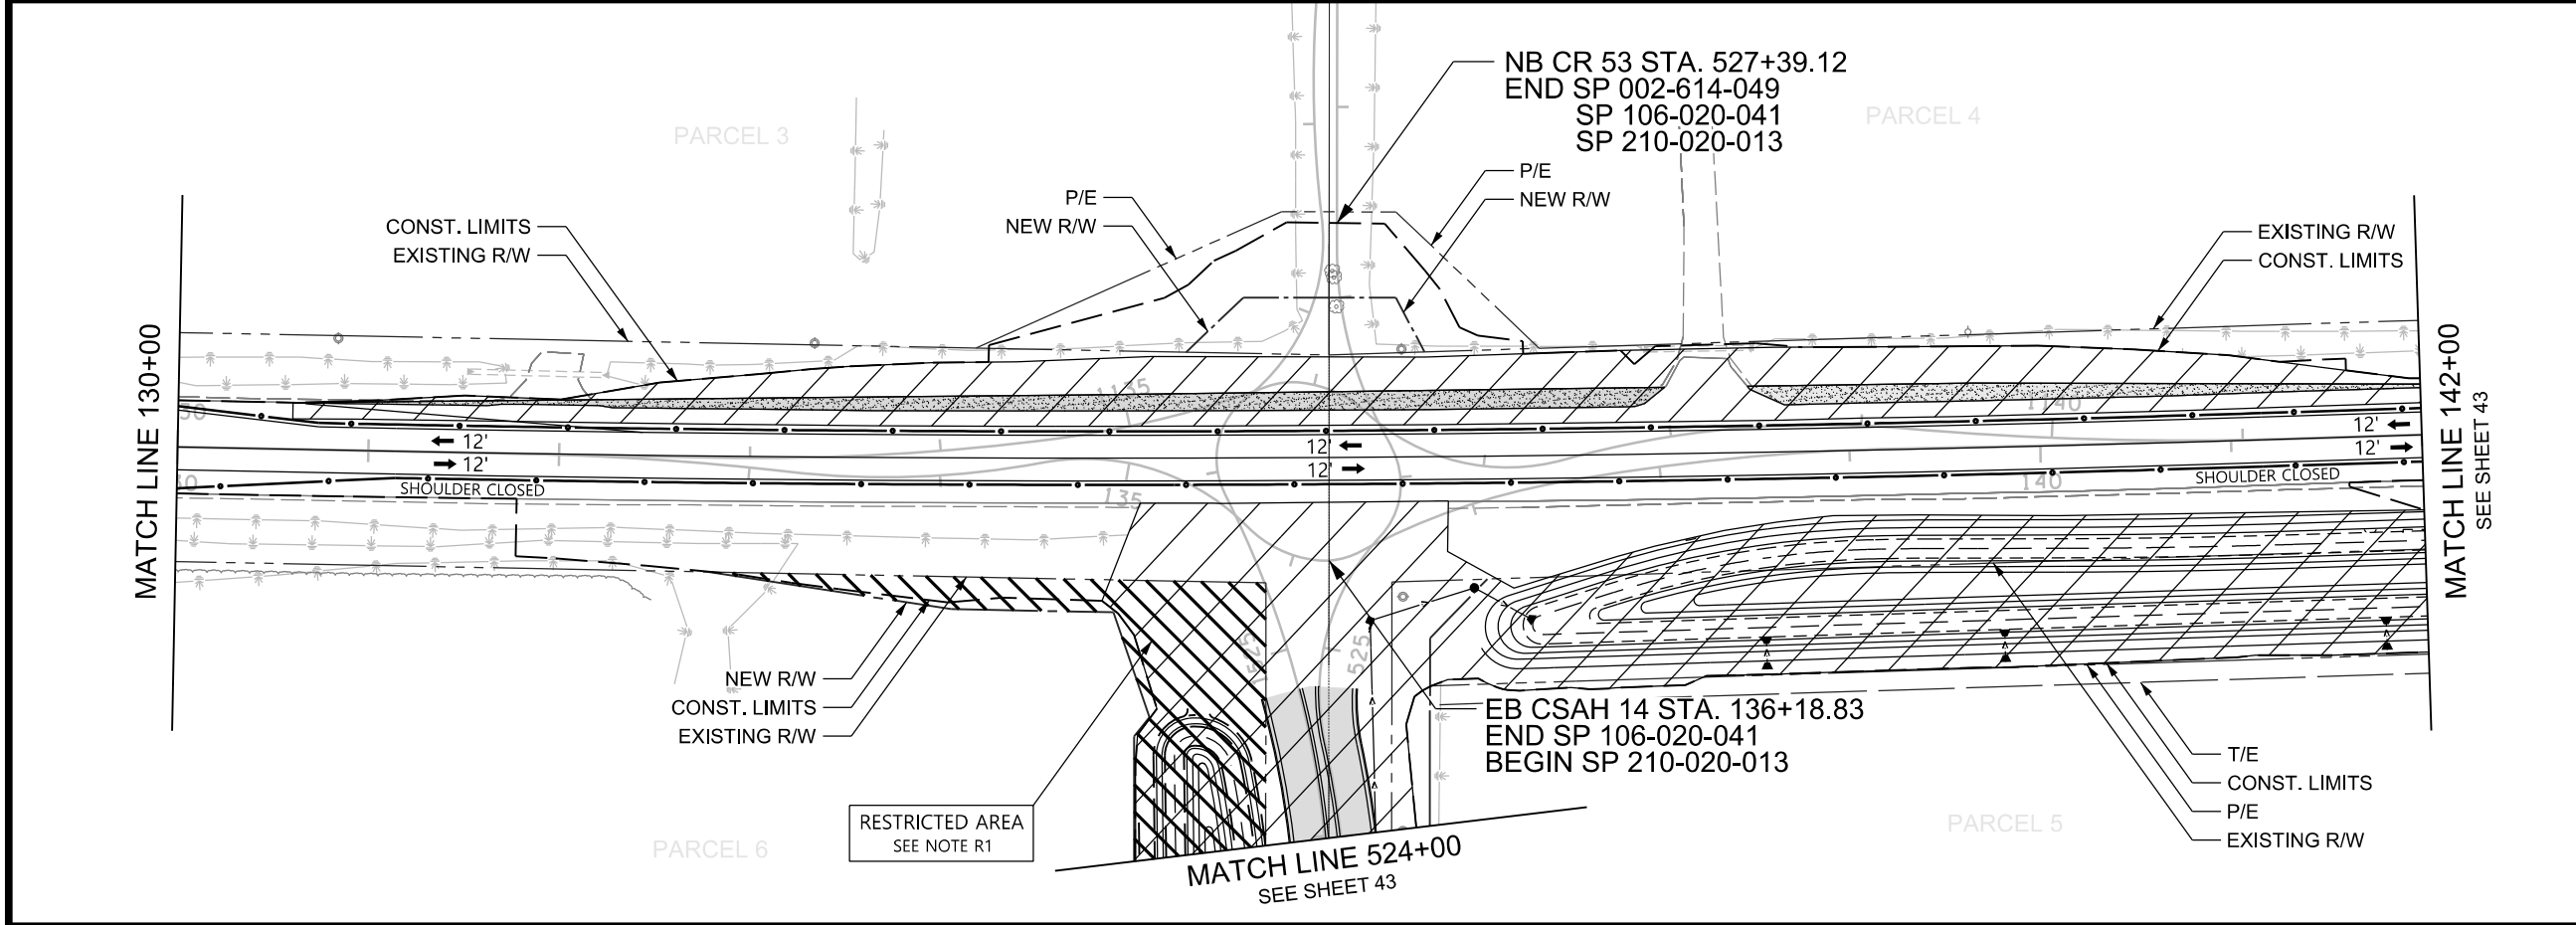 NB CR 53 STA. 527+39.12
END SP 002-614-049
SP 106-020-041
SP 210-020-013
PARCEL 3
PARCEL 4
P/E
NEW R/W
P/E
NEW R/W
CONST. LIMITS
EXISTING R/W
EXISTING R/W
CONST. LIMITS
MATCH LINE 130+00
MATCH LINE 142+00
SEE SHEET 43
1135
1140
12'
12'
12'
12'
12'
12'
SHOULDER CLOSED
SHOULDER CLOSED
135
140
525
525
NEW R/W
CONST. LIMITS
EXISTING R/W
EB CSAH 14 STA. 136+18.83
END SP 106-020-041
BEGIN SP 210-020-013
T/E
CONST. LIMITS
P/E
EXISTING R/W
RESTRICTED AREA
SEE NOTE R1
PARCEL 6
PARCEL 5
MATCH LINE 524+00
SEE SHEET 43